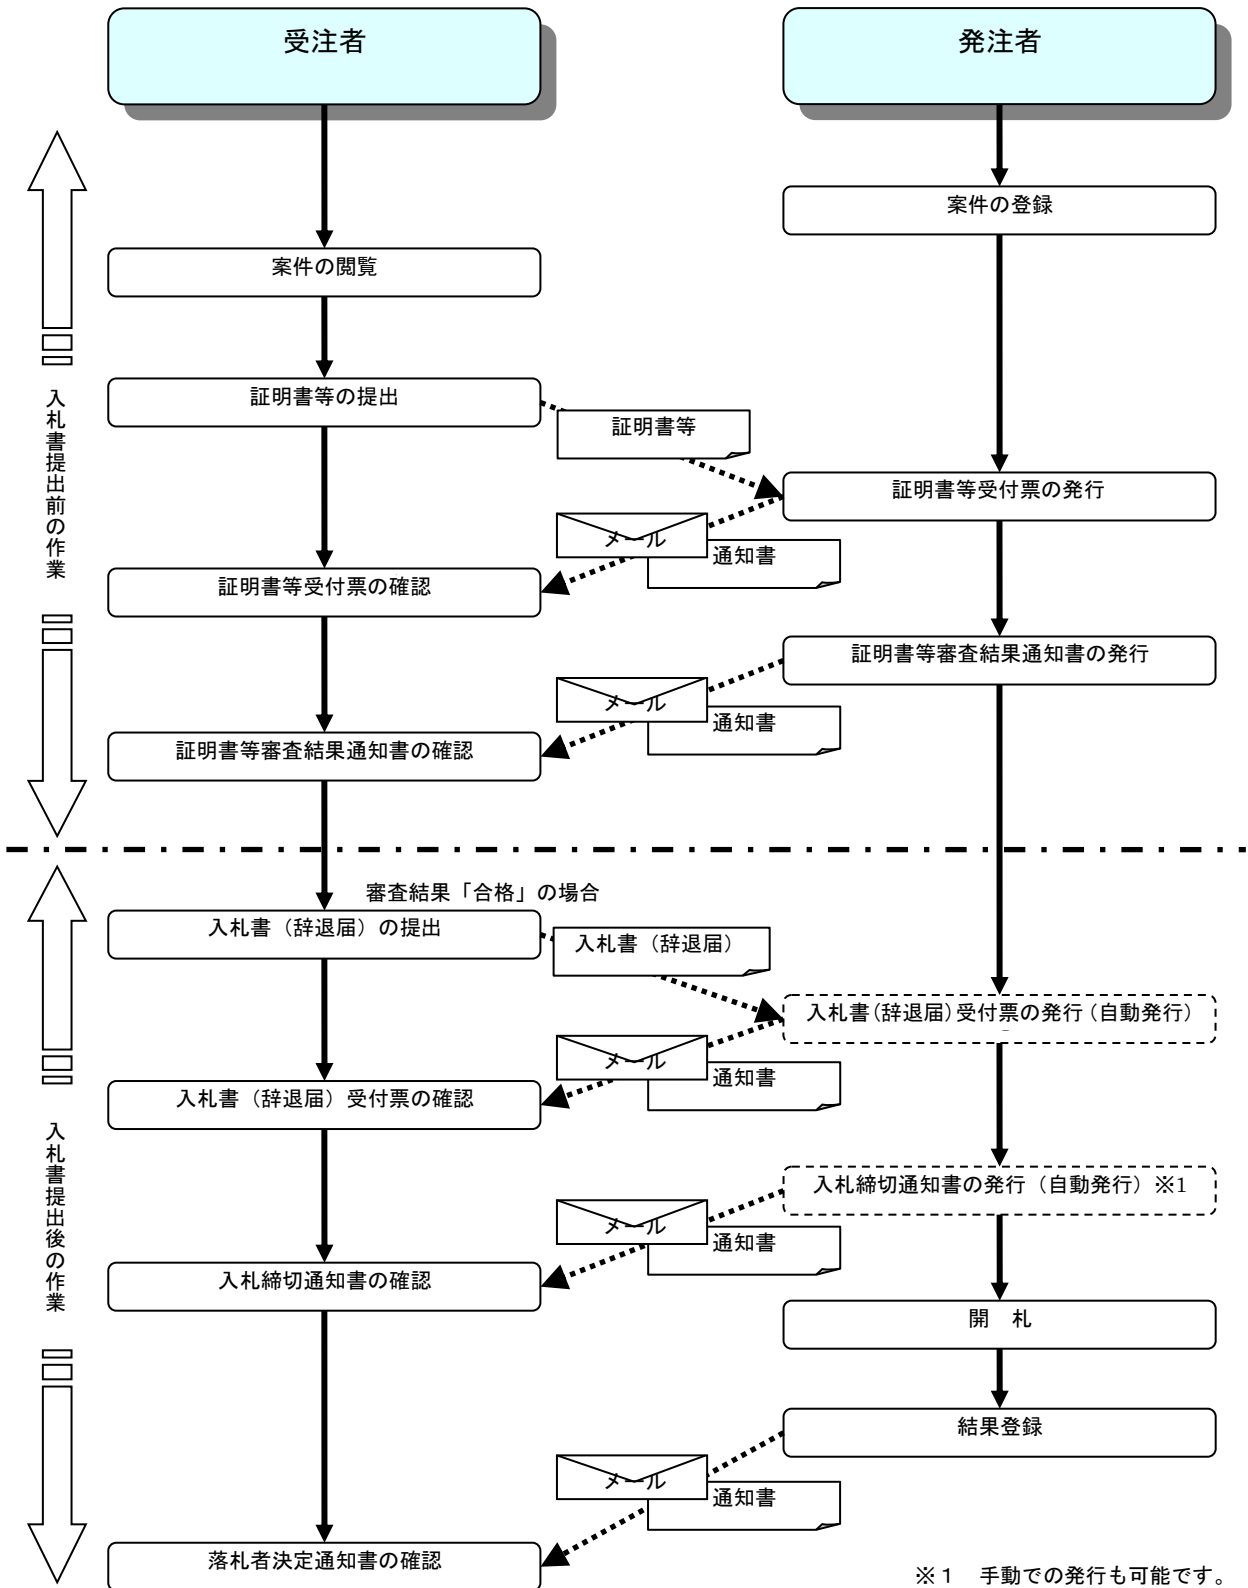 受注者
発注者
案件の登録
案件の閲覧
証明書等の提出
証明書等
証明書等受付票の発行
メール
通知書
証明書等受付票の確認
入札書提出前の作業
証明書等審査結果通知書の発行
メール
通知書
証明書等審査結果通知書の確認
審査結果「合格」の場合
入札書（辞退届）の提出
入札書（辞退届）
入札書（辞退届）受付票の発行（自動発行）
メール
通知書
入札書（辞退届）受付票の確認
入札書提出後の作業
入札締切通知書の発行（自動発行）※1
メール
通知書
入札締切通知書の確認
開　札
結果登録
メール
通知書
落札者決定通知書の確認
※１　手動での発行も可能です。